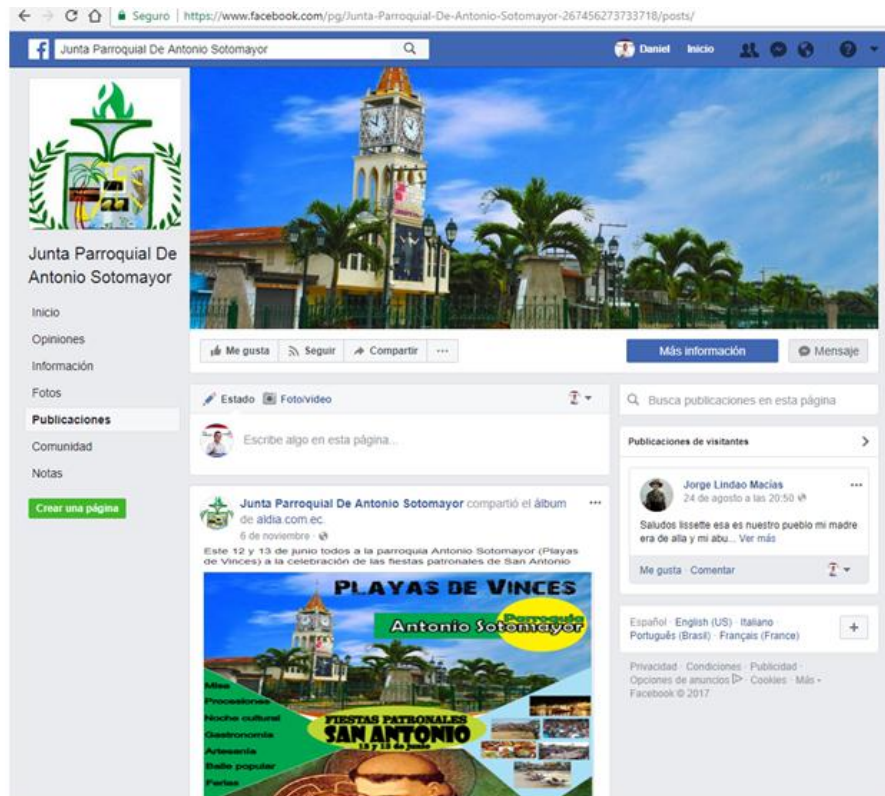 Seguro
https://www.facebook.com/pg/Junta-Parroquial-De-Antonio-Sotomayor-267456273733718/posts/
Junta Parroquial De Antonio Sotomayor
Daniel Inicio
Junta Parroquial De
Antonio Sotomayor
Inicio
Opiniones
Información
Fotos
Publicaciones
Comunidad
Notas
Crear una página
Me gusta Seguir Compartir ···
Más información
Mensaje
Estado Foto/video
Escribe algo en esta página...
Junta Parroquial De Antonio Sotomayor compartió el álbum
de aldia.com.ec.
6 de noviembre ·
Este 12 y 13 de junio todos a la parroquia Antonio Sotomayor (Playas
de Vinces) a la celebración de las fiestas patronales de San Antonio
PLAYAS DE VINCES
Parroquia
Antonio Sotomayor
Misa
Procesiones
Noche cultural
Gastronomía
Artesanía
Baile popular
Ferias
FIESTAS PATRONALES
SAN ANTONIO
de junio
Busca publicaciones en esta página
Publicaciones de visitantes
Jorge Lindao Macías
24 de agosto a las 20:50
Saludos lissette esa es nuestro pueblo mi madre
era de alla y mi abu... Ver más
Me gusta · Comentar
Español · English (US) · Italiano ·
Português (Brasil) · Français (France)
Privacidad · Condiciones · Publicidad ·
Opciones de anuncios · Cookies · Más
Facebook © 2017